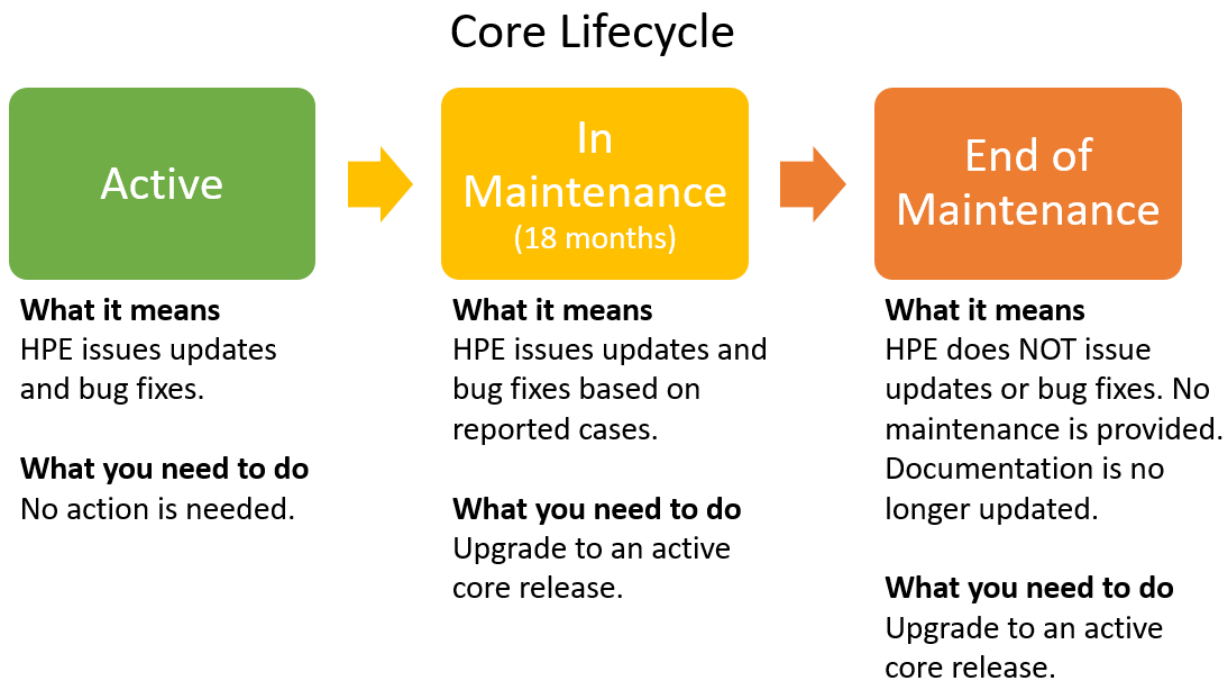 Core Lifecycle
Active
In
Maintenance
(18 months)
End of
Maintenance
What it means
HPE issues updates
and bug fixes.
What you need to do
No action is needed.
What it means
HPE issues updates and
bug fixes based on
reported cases.
What you need to do
Upgrade to an active
core release.
What it means
HPE does NOT issue
updates or bug fixes. No
maintenance is provided.
Documentation is no
longer updated.
What you need to do
Upgrade to an active
core release.